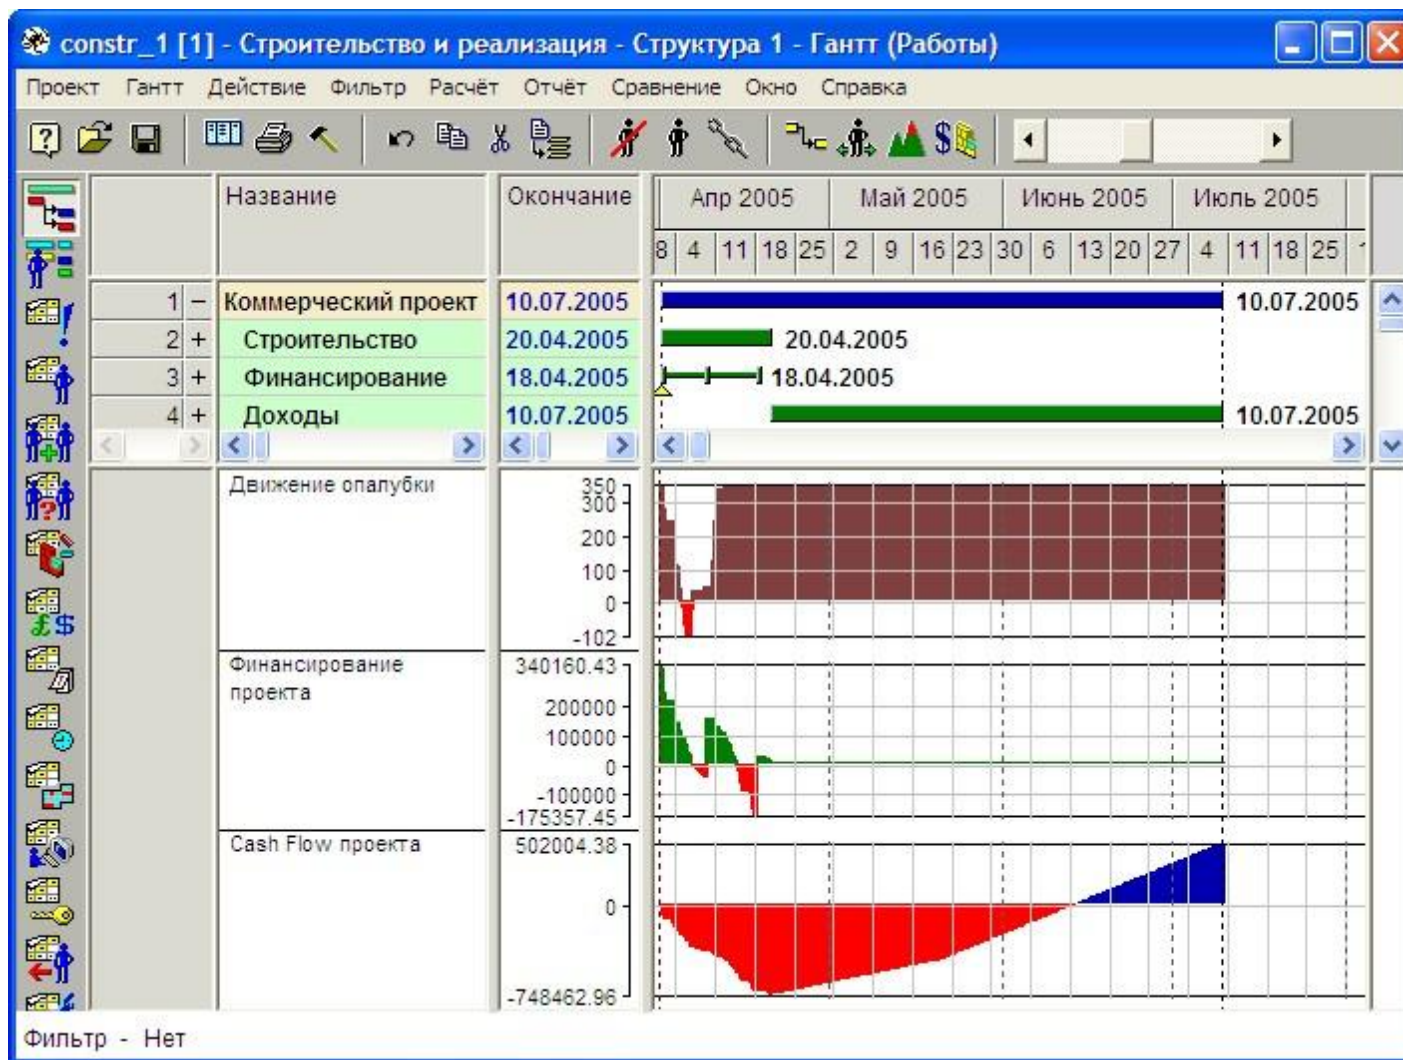 constr_1 [1] - Строительство и реализация - Структура 1 - Гантт (Работы)
Проект Гантт Действие Фильтр Расчёт Отчёт Сравнение Окно Справка
Название Окончание Апр 2005 Май 2005 Июнь 2005 Июль 2005
8 4 11 18 25 2 9 16 23 30 6 13 20 27 4 11 18 25 1
1 – Коммерческий проект 10.07.2005 10.07.2005
2 + Строительство 20.04.2005 20.04.2005
3 + Финансирование 18.04.2005 18.04.2005
4 + Доходы 10.07.2005 10.07.2005
Движение опалубки
350
300
200
100
0
-102
Финансирование
проекта
340160.43
200000
100000
0
-100000
-175357.45
Cash Flow проекта
502004.38
0
-748462.96
Фильтр - Нет